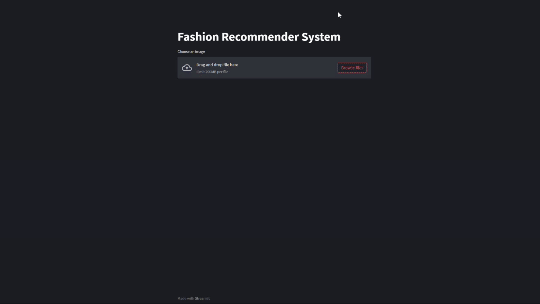 Fashion Recommender System
Choose an image
Drag and drop file here
Limit 200MB per file
Browse files
Made with Streamlit